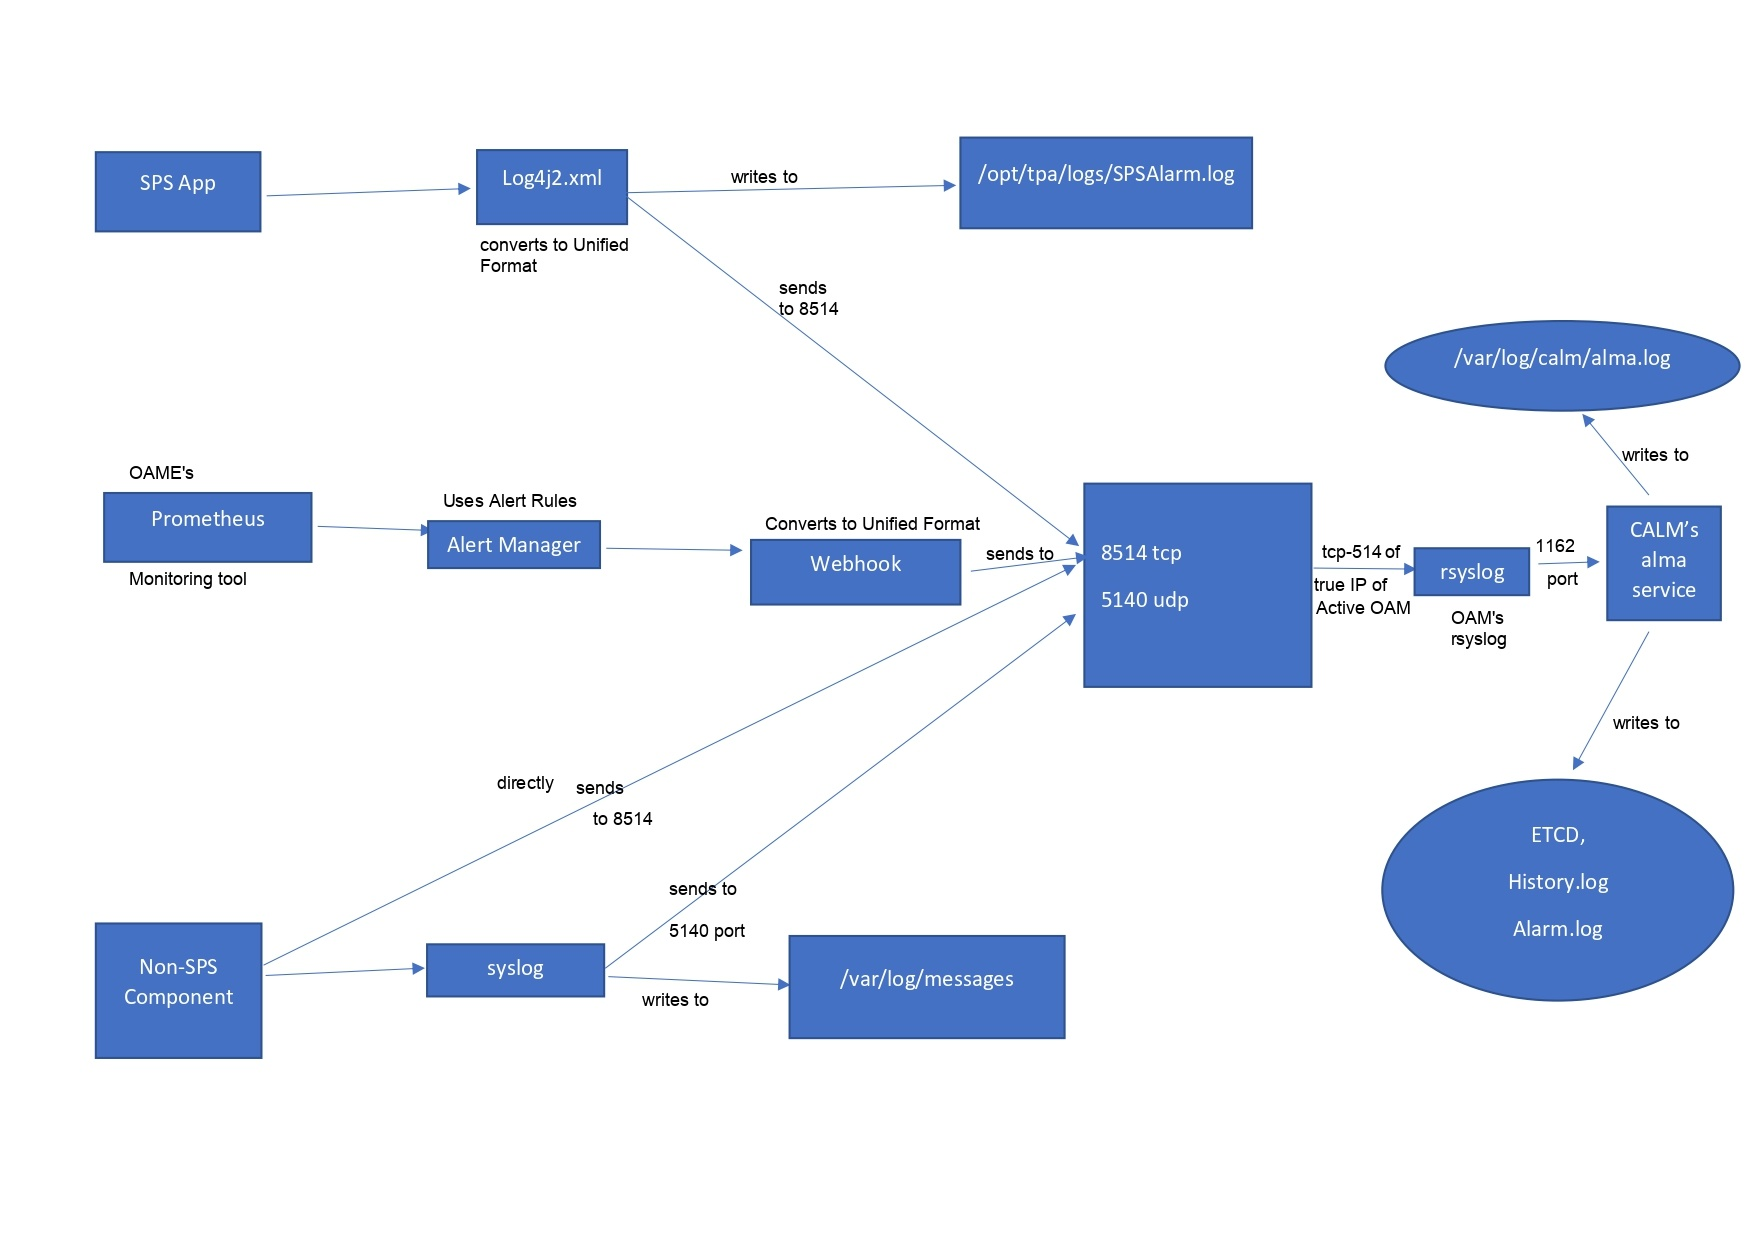 SPS App
Log4j2.xml
converts to Unified
Format
writes to
/opt/tpa/logs/SPSAlarm.log
sends
to 8514
/var/log/calm/alma.log
writes to
OAME's
Prometheus
Monitoring tool
Uses Alert Rules
Alert Manager
Converts to Unified Format
Webhook
sends to
8514 tcp
5140 udp
tcp-514 of
true IP of
Active OAM
rsyslog
OAM's
rsyslog
1162
port
CALM’s
alma
service
writes to
directly
sends
to 8514
sends to
5140 port
Non-SPS
Component
syslog
writes to
/var/log/messages
ETCD,
History.log
Alarm.log